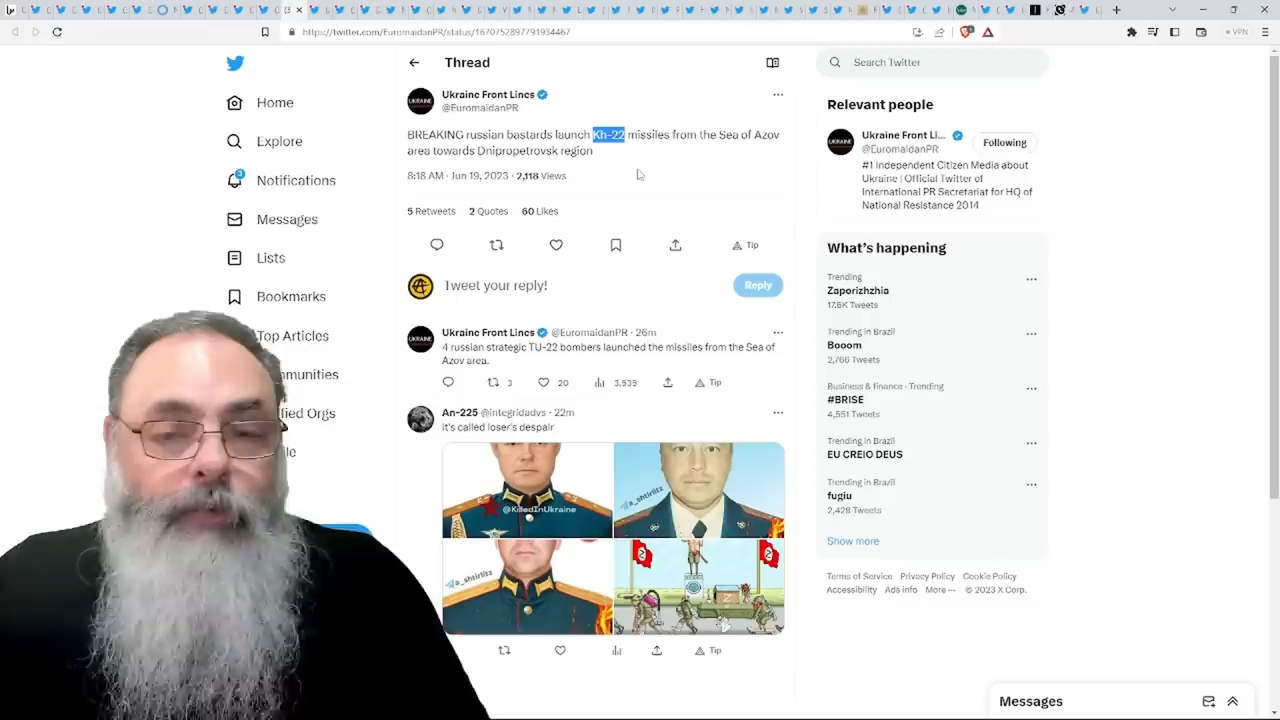 https://twitter.com/EuromaidanPR/status/1670752897791934467
VPN
Home
Explore
3
Notifications
Messages
Lists
Bookmarks
Top Articles
Thread
Ukraine Front Lines
@EuromaidanPR
BREAKING russian bastards launch Kh-22 missiles from the Sea of Azov
area towards Dnipropetrovsk region
8:18 AM · Jun 19, 2023 · 2,118 Views
5 Retweets 2 Quotes 60 Likes
Tip
Tweet your reply!
Reply
Ukraine Front Lines @EuromaidanPR · 26m
4 russian strategic TU-22 bombers launched the missiles from the Sea of
Azov area.
3 20 3,535 Tip
An-225 @integridadvs · 22m
it's called loser's despair
@KilledInUkraine
@a_shtirlitz
@a_shtirlitz
Tip
Search Twitter
Relevant people
Ukraine Front Li...
@EuromaidanPR
Following
#1 Independent Citizen Media about
Ukraine | Official Twitter of
International PR Secretariat for HQ of
National Resistance 2014
What's happening
Trending
Zaporizhzhia
17.6K Tweets
Trending in Brazil
Booom
2,766 Tweets
Business & finance · Trending
#BRISE
4,551 Tweets
Trending in Brazil
EU CREIO DEUS
Trending in Brazil
fugiu
2,428 Tweets
Show more
Terms of Service Privacy Policy Cookie Policy
Accessibility Ads info More ··· © 2023 X Corp.
Messages